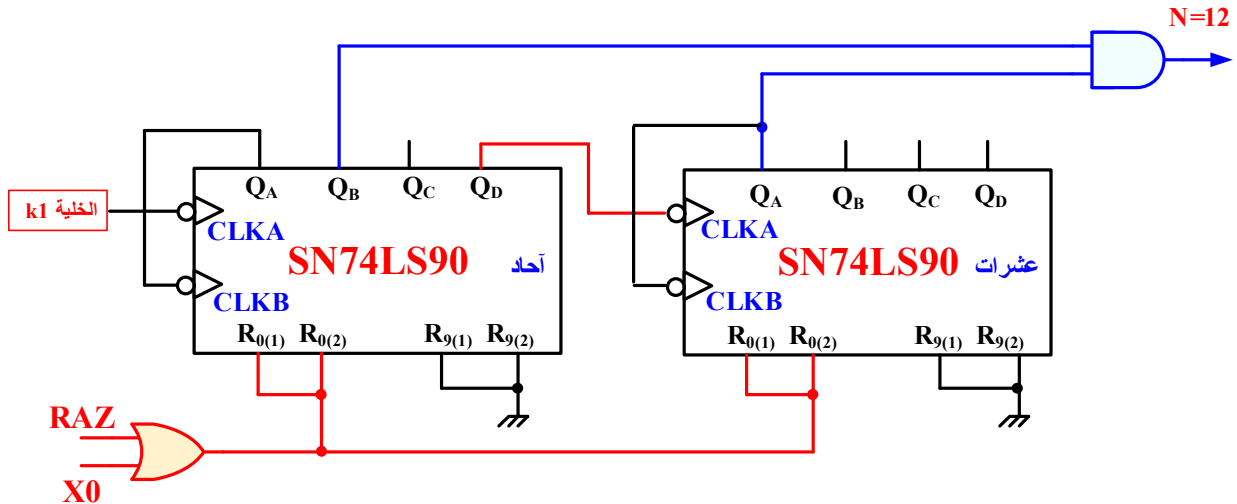 N=12
QA QB QC QD
QA QB QC QD
الخلية k1
CLKA
CLKA
SN74LS90 آحاد
SN74LS90 عشرات
CLKB
CLKB
R0(1) R0(2) R9(1) R9(2)
R0(1) R0(2) R9(1) R9(2)
RAZ
X0